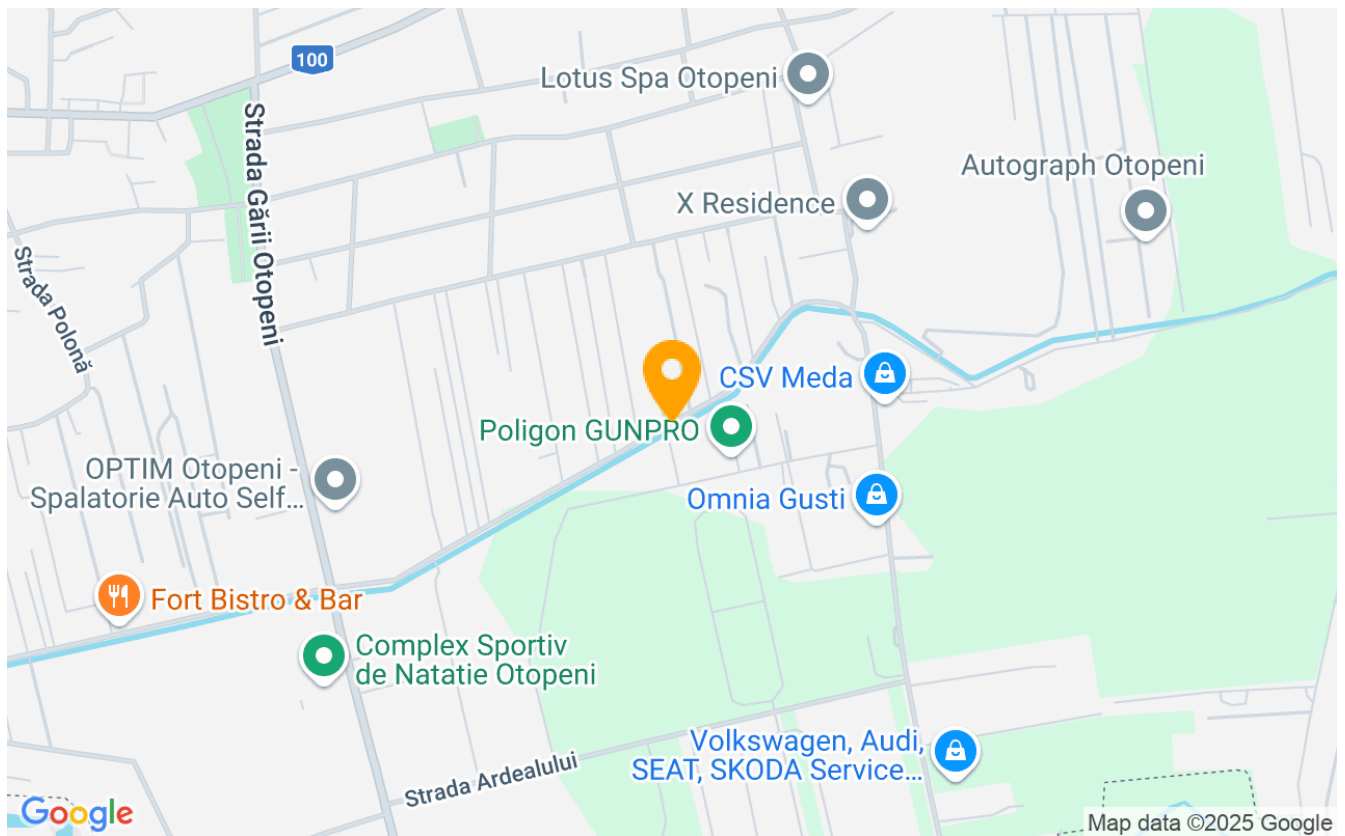 100
Lotus Spa Otopeni
Strada Gării Otopeni
Autograph Otopeni
X Residence
Strada Polonă
CSV Meda
Poligon GUNPRO
OPTIM Otopeni -
Spalatorie Auto Self...
Omnia Gusti
Fort Bistro & Bar
Complex Sportiv
de Natatie Otopeni
Volkswagen, Audi,
SEAT, SKODA Service...
Strada Ardealului
Google
Map data ©2025 Google